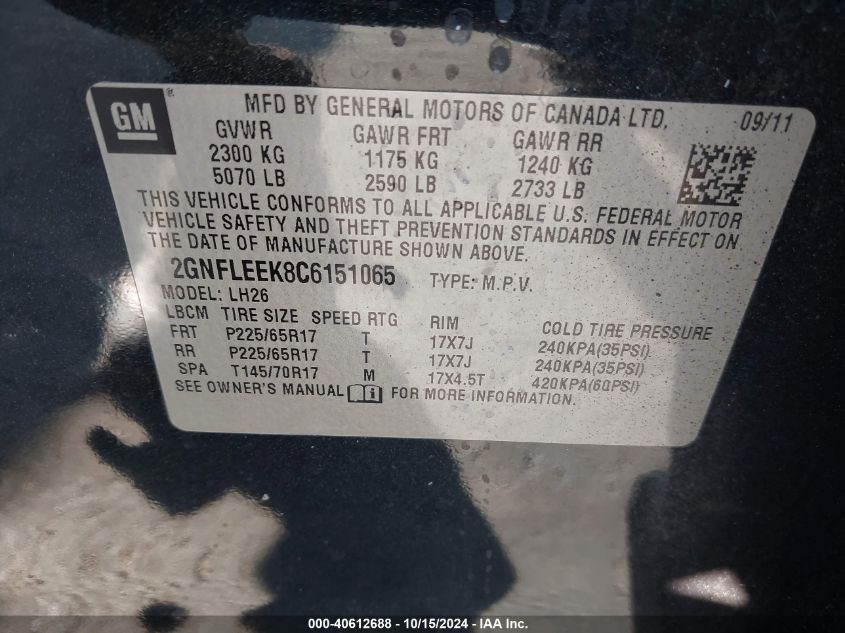 GM ® MFD BY GENERAL MOTORS OF CANADA LTD. 09/11
GVWR GAWR FRT GAWR RR
2300 KG 1175 KG 1240 KG
5070 LB 2590 LB 2733 LB
THIS VEHICLE CONFORMS TO ALL APPLICABLE U.S. FEDERAL MOTOR
VEHICLE SAFETY AND THEFT PREVENTION STANDARDS IN EFFECT ON
THE DATE OF MANUFACTURE SHOWN ABOVE.
2GNFLEEK8C6151065 TYPE: M.P.V.
MODEL: LH26
LBCM TIRE SIZE SPEED RTG RIM COLD TIRE PRESSURE
FRT P225/65R17 T 17X7J 240KPA(35PSI)
RR P225/65R17 T 17X7J 240KPA(35PSI)
SPA T145/70R17 M 17X4.5T 420KPA(60PSI)
SEE OWNER'S MANUAL FOR MORE INFORMATION.
000-40612688 - 10/15/2024 - IAA Inc.